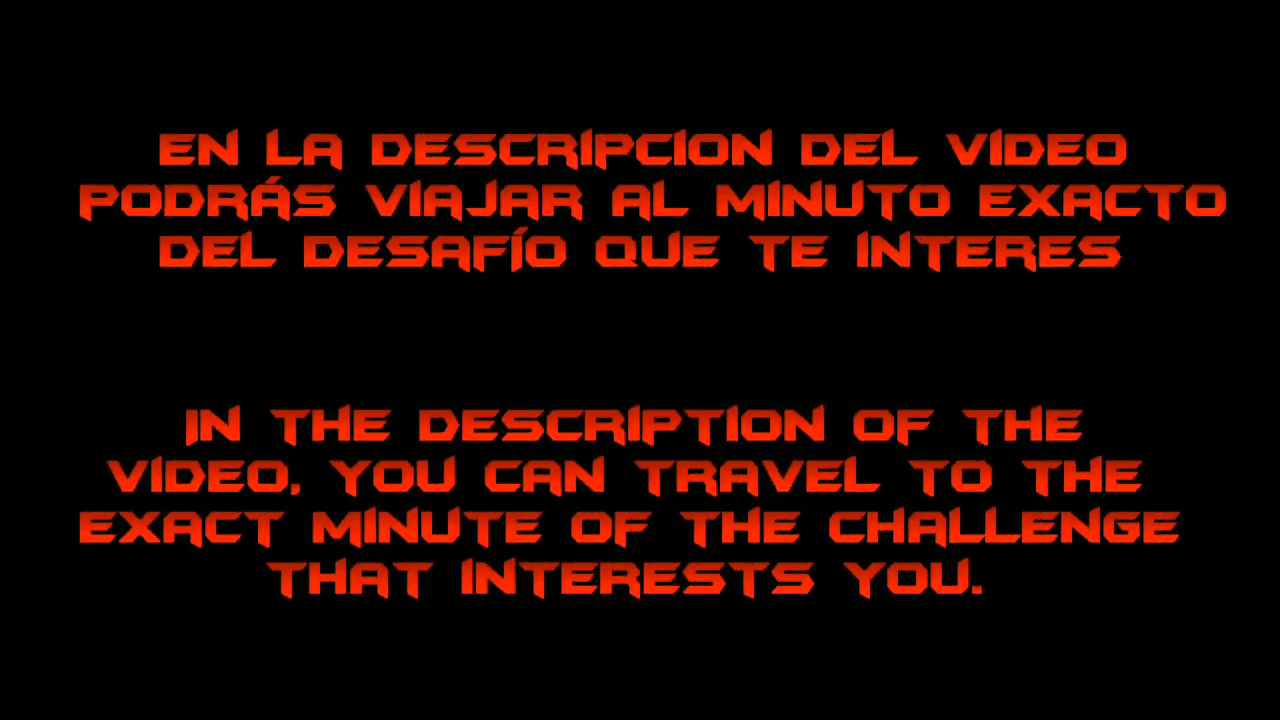 EN LA DESCRIPCION DEL VIDEO
PODRÁS VIAJAR AL MINUTO EXACTO
DEL DESAFÍO QUE TE INTERES
IN THE DESCRIPTION OF THE
VIDEO, YOU CAN TRAVEL TO THE
EXACT MINUTE OF THE CHALLENGE
THAT INTERESTS YOU.